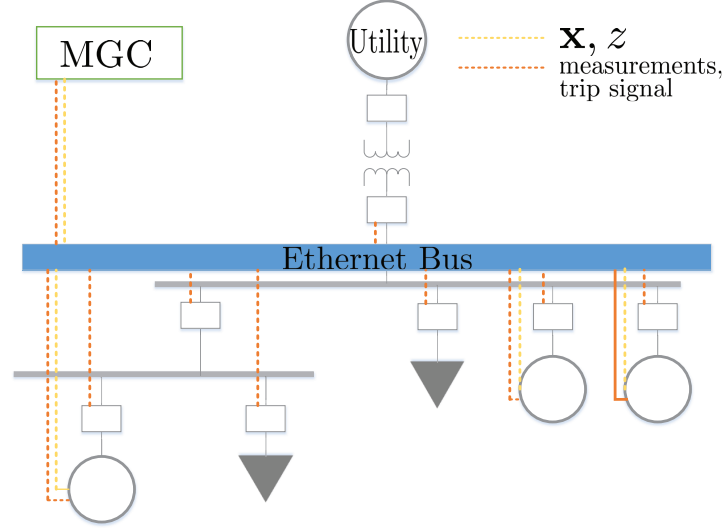 MGC
Utility
x, z
measurements,
trip signal
Ethernet Bus